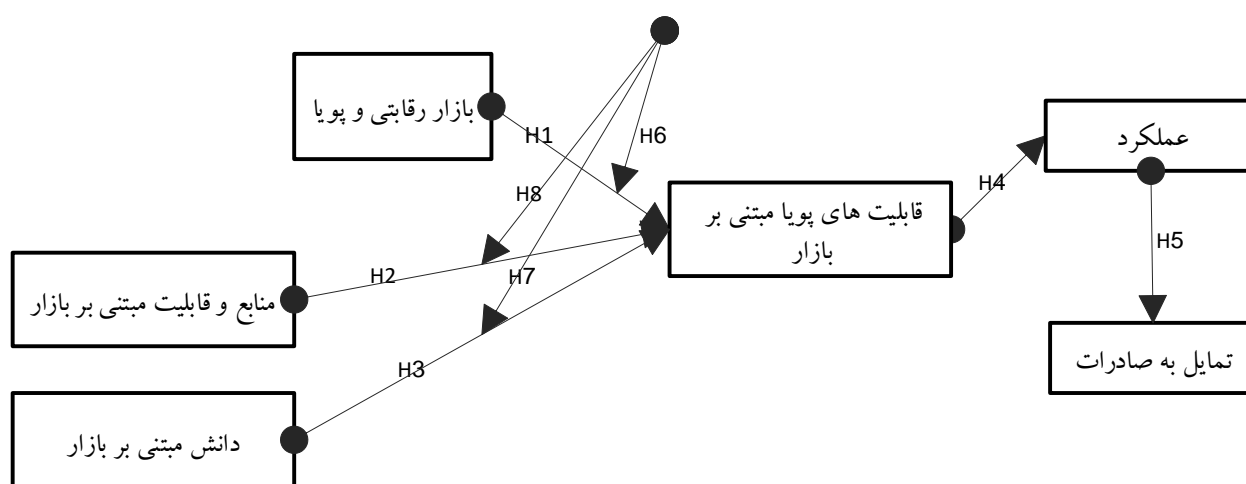 بازار رقابتی و پویا
H1
H6
عملکرد
H4
H8
قابلیت های پویا مبتنی بر
بازار
H5
H2
H7
منابع و قابلیت مبتنی بر بازار
تمایل به صادرات
H3
دانش مبتنی بر بازار